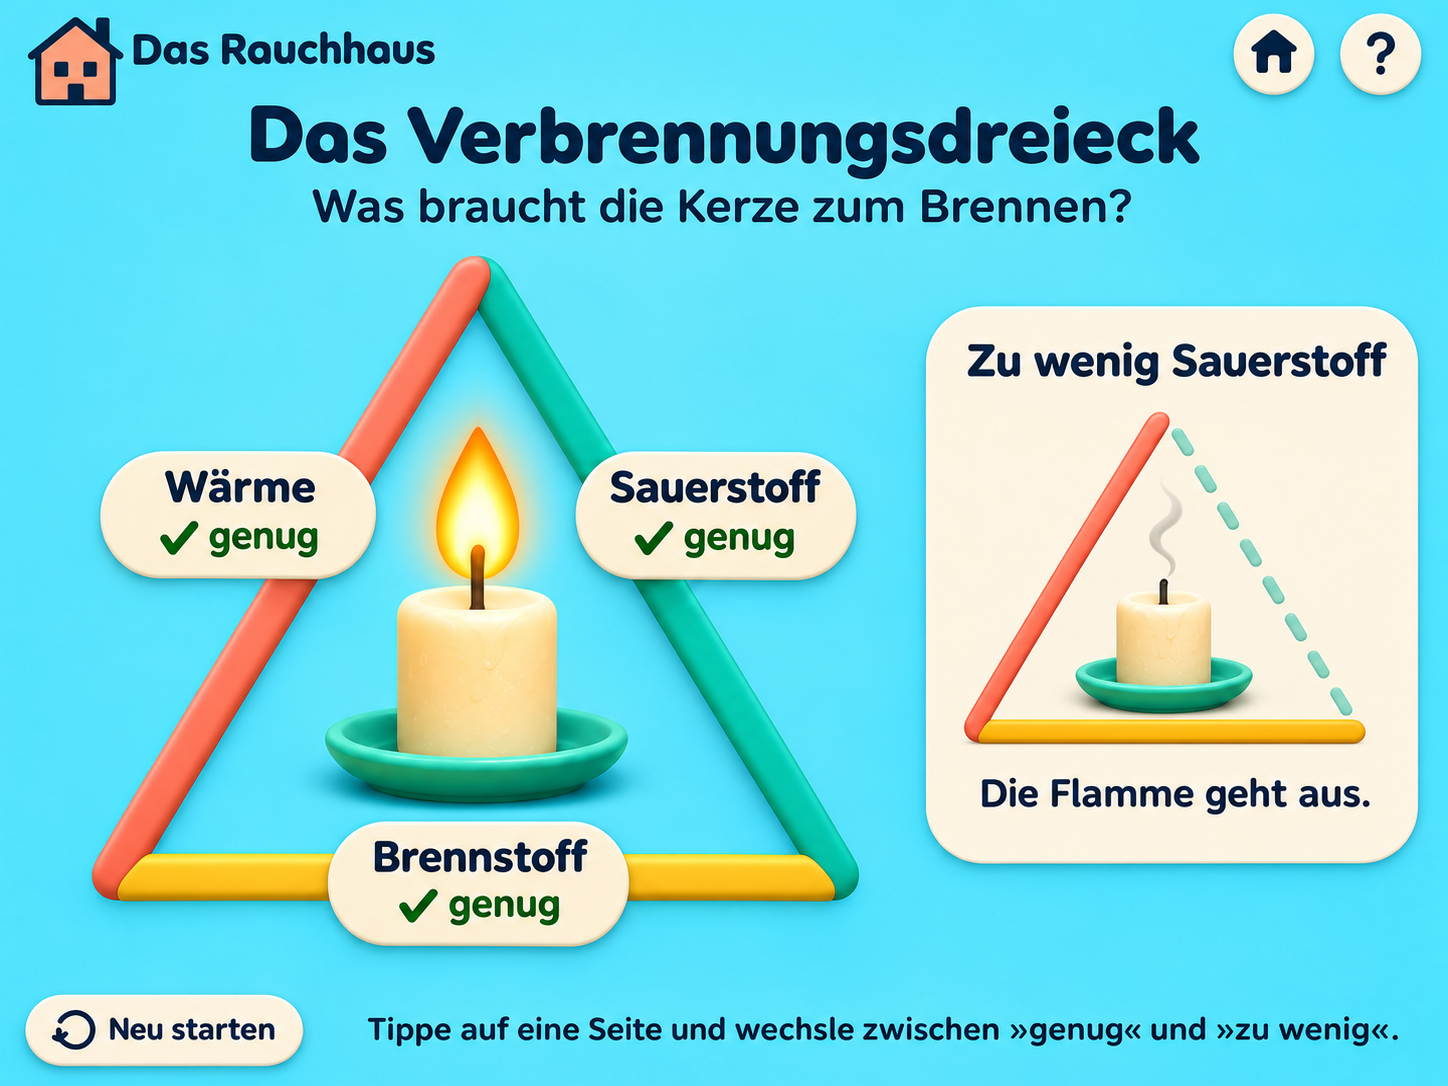 Das Rauchhaus
?
Das Verbrennungsdreieck
Was braucht die Kerze zum Brennen?
Wärme
✓ genug
Sauerstoff
✓ genug
Brennstoff
✓ genug
Zu wenig Sauerstoff
Die Flamme geht aus.
Neu starten
Tippe auf eine Seite und wechsle zwischen »genug« und »zu wenig«.